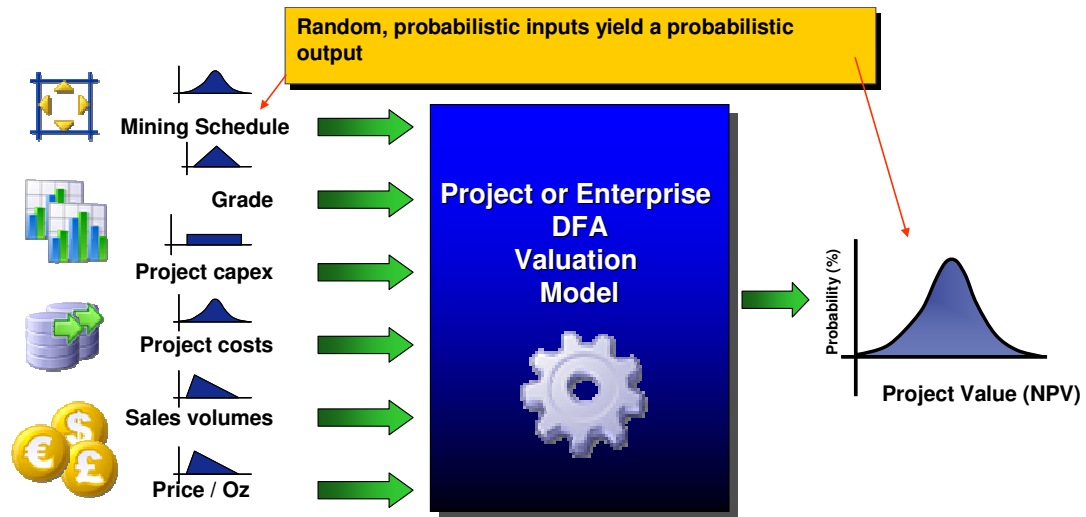 Random, probabilistic inputs yield a probabilistic
output
Mining Schedule
Grade
Project capex
Project costs
Sales volumes
Price / Oz
Project or Enterprise
DFA
Valuation
Model
Probability (%)
Project Value (NPV)
$
€
£